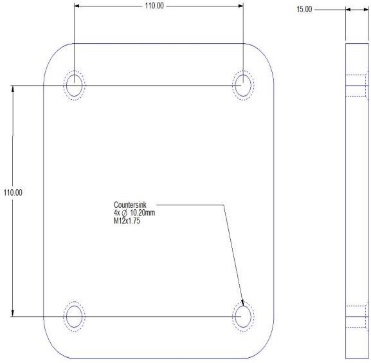 110.00
15.00
110.00
Countersink
4x Ø 10.20mm
M12x1.75